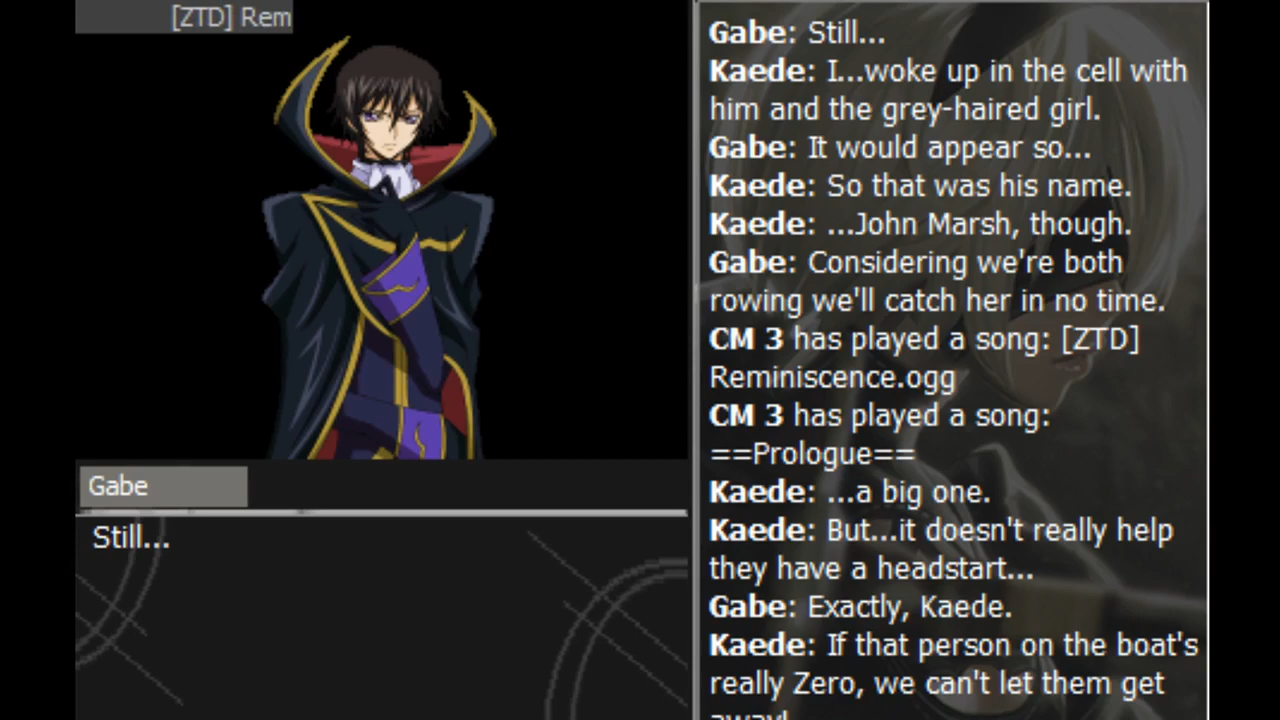 [ZTD] Rem
Gabe
Still...
Gabe: Still...
Kaede: I...woke up in the cell with
him and the grey-haired girl.
Gabe: It would appear so...
Kaede: So that was his name.
Kaede: ...John Marsh, though.
Gabe: Considering we're both
rowing we'll catch her in no time.
CM 3 has played a song: [ZTD]
Reminiscence.ogg
CM 3 has played a song:
==Prologue==
Kaede: ...a big one.
Kaede: But...it doesn't really help
they have a headstart...
Gabe: Exactly, Kaede.
Kaede: If that person on the boat's
really Zero, we can't let them get
away!